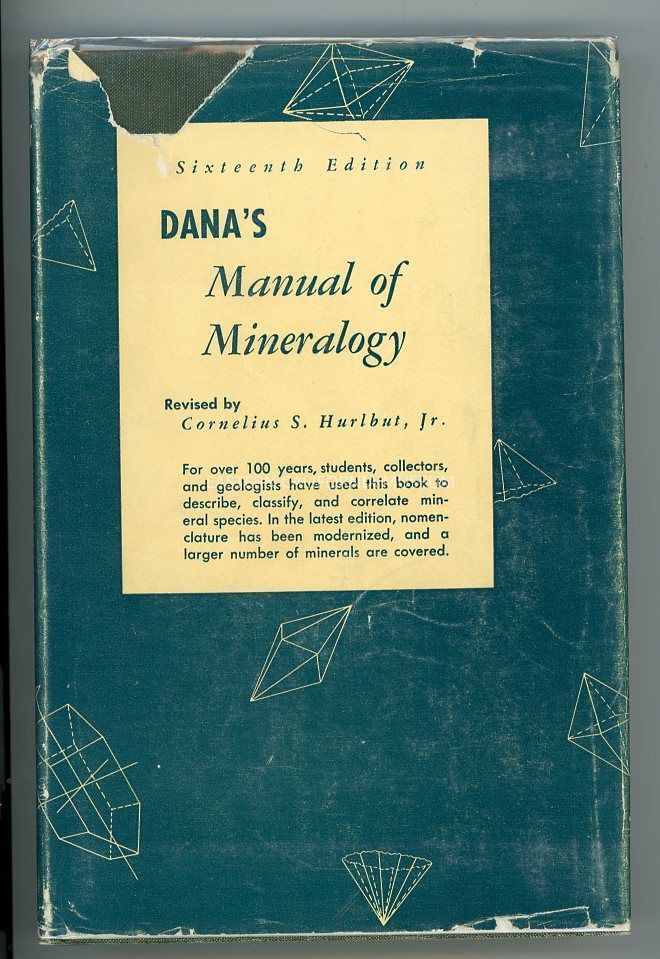 Sixteenth Edition
DANA'S
Manual of
Mineralogy
Revised by
Cornelius S. Hurlbut, Jr.
For over 100 years, students, collectors,
and geologists have used this book to
describe, classify, and correlate min-
eral species. In the latest edition, nomen-
clature has been modernized, and a
larger number of minerals are covered.